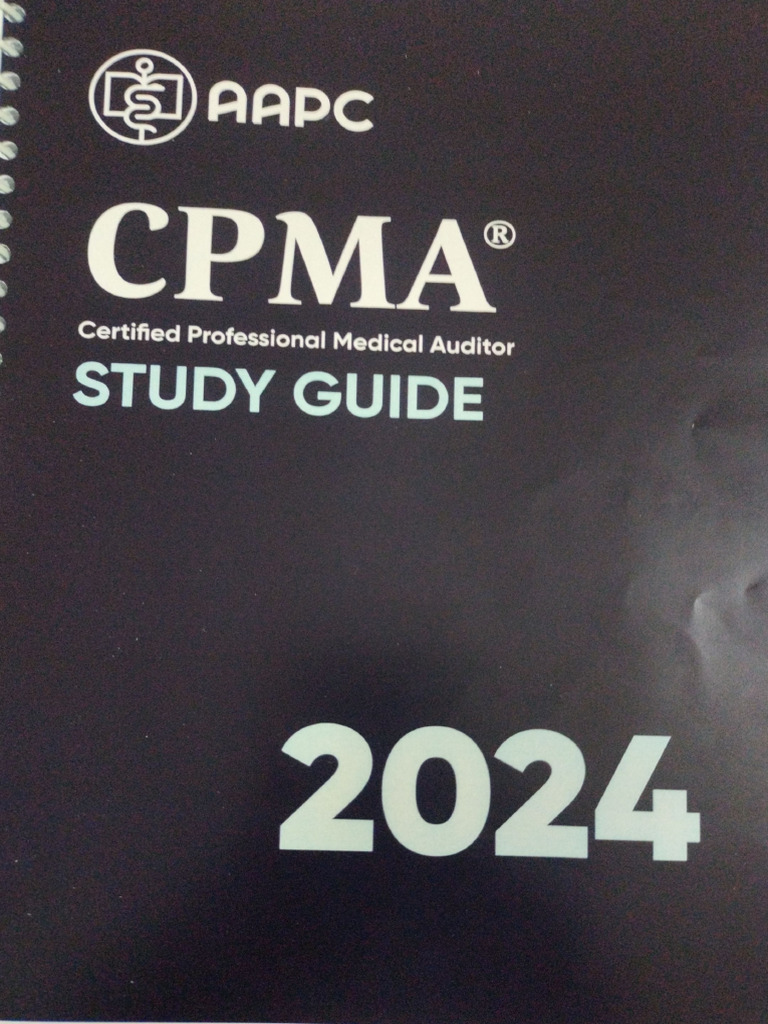 AAPC
CPMA®
Certified Professional Medical Auditor
STUDY GUIDE
2024